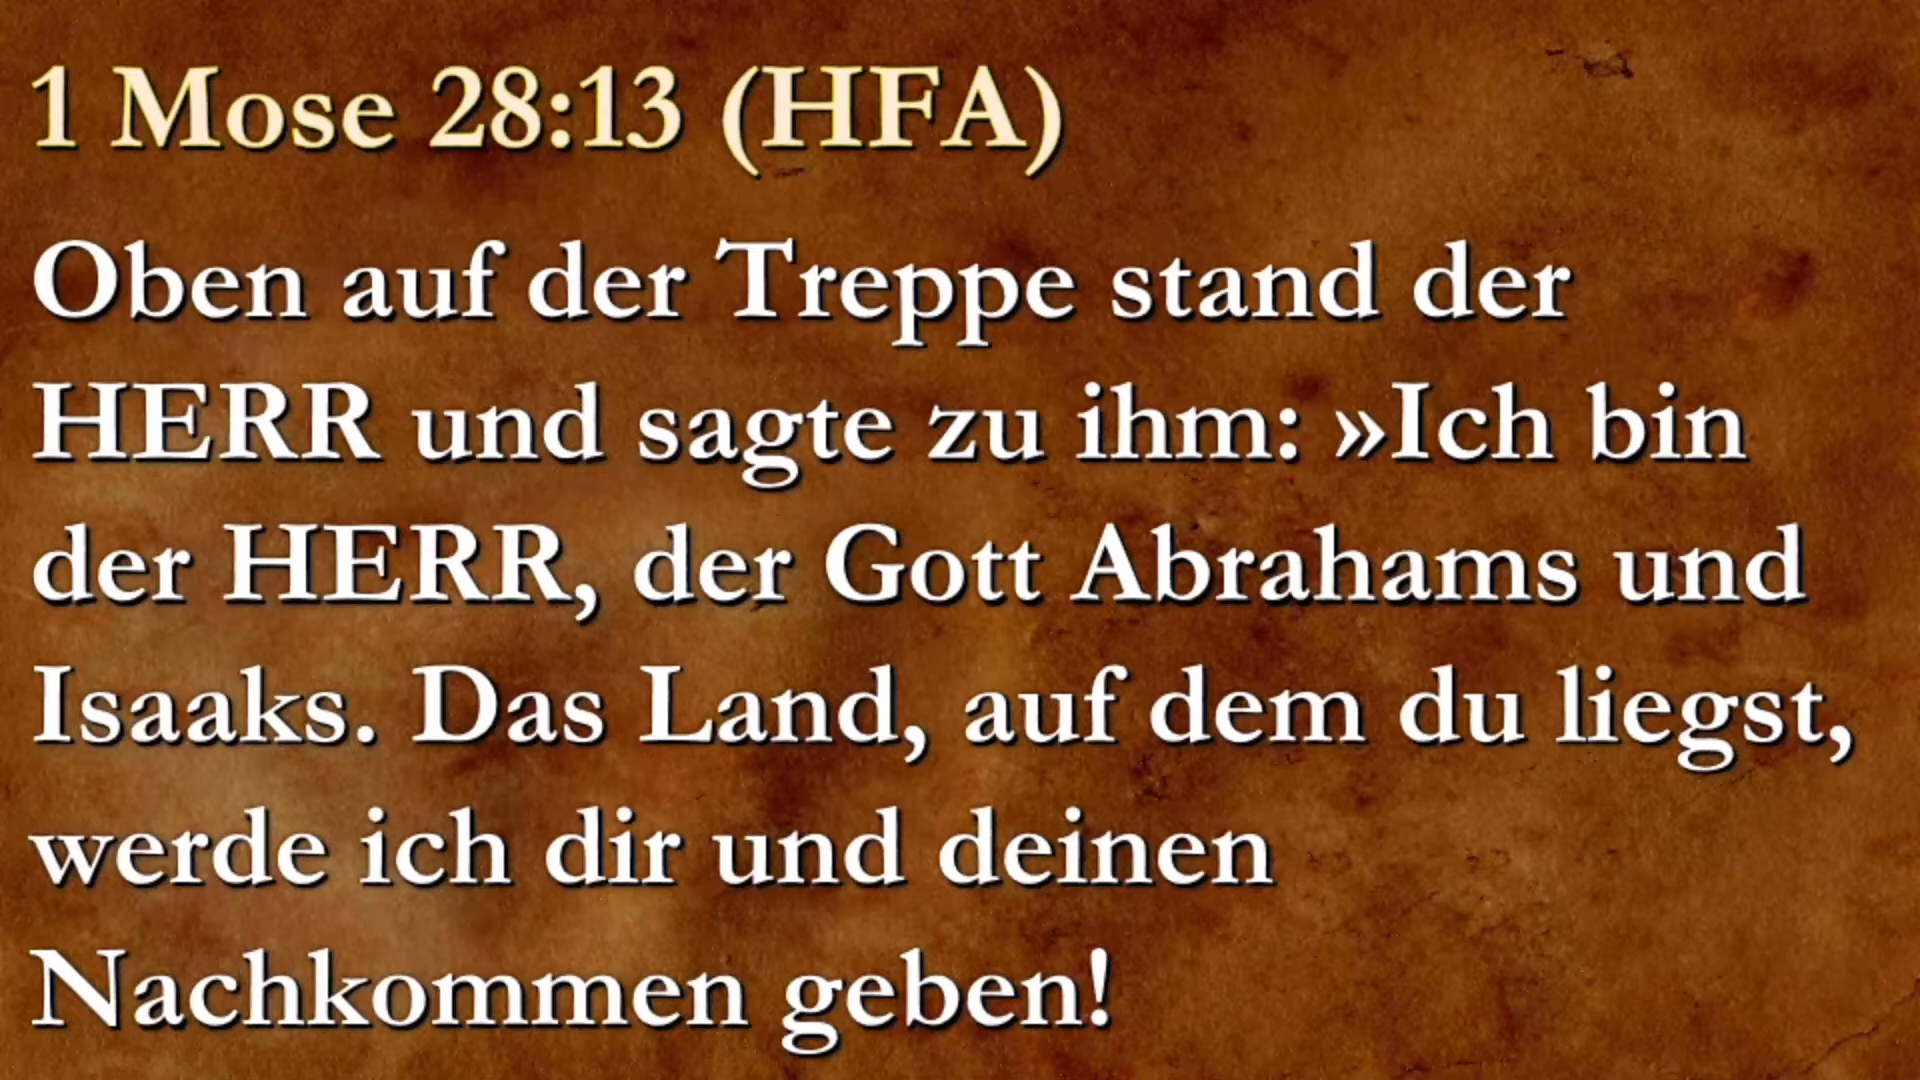 1 Mose 28:13 (HFA)
Oben auf der Treppe stand der
HERR und sagte zu ihm: »Ich bin
der HERR, der Gott Abrahams und
Isaaks. Das Land, auf dem du liegst,
werde ich dir und deinen
Nachkommen geben!